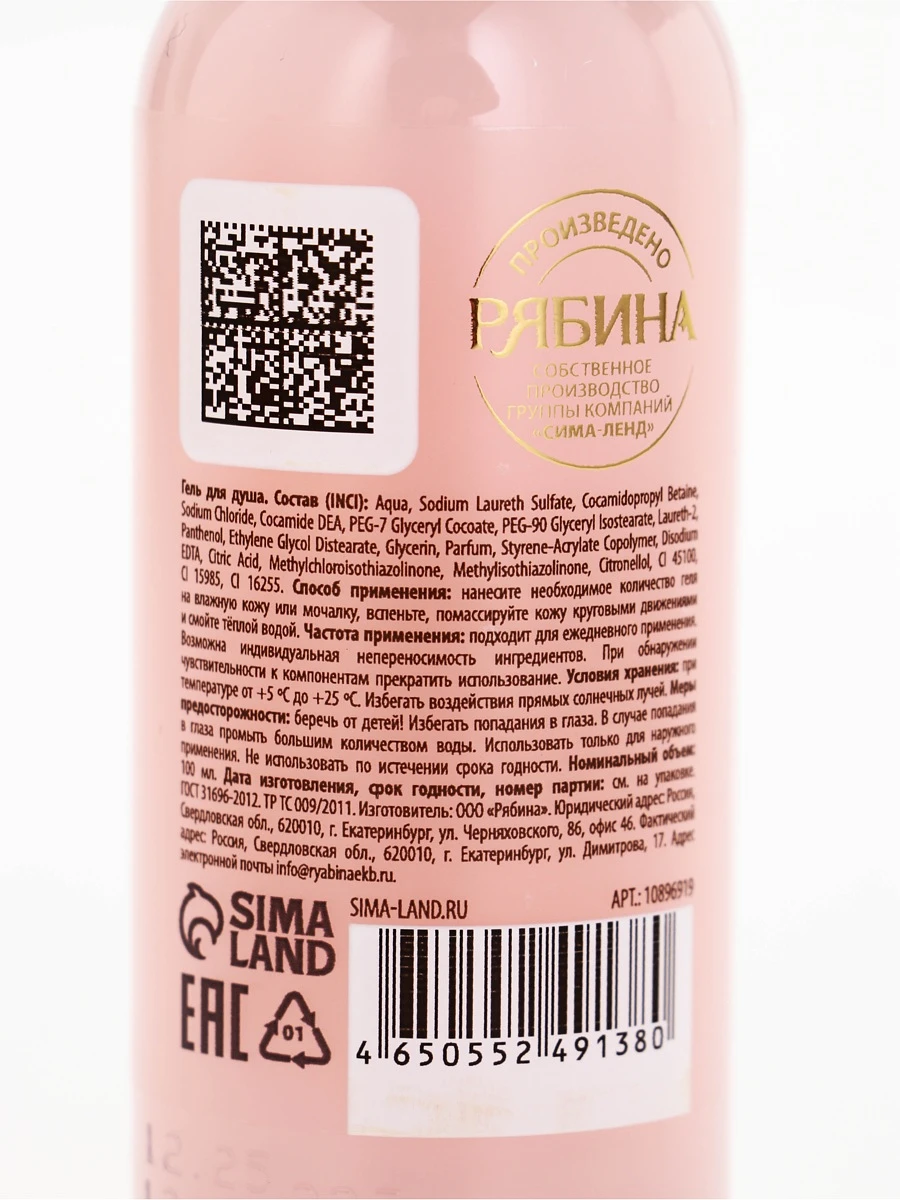 ПРОИЗВЕДЕНО
РЯБИНА
СОБСТВЕННОЕ
ПРОИЗВОДСТВО
ГРУППЫ КОМПАНИЙ
«СИМА-ЛЕНД»
Гель для душа. Состав (INCI): Aqua, Sodium Laureth Sulfate, Cocamidopropyl Betaine,
Sodium Chloride, Cocamide DEA, PEG-7 Glyceryl Cocoate, PEG-90 Glyceryl Isostearate, Laureth-2,
Panthenol, Ethylene Glycol Distearate, Glycerin, Parfum, Styrene-Acrylate Copolymer, Disodium
EDTA, Citric Acid, Methylchloroisothiazolinone, Methylisothiazolinone, Citronellol, CI 45100,
CI 15985, CI 16255. Способ применения: нанесите необходимое количество геля
на влажную кожу или мочалку, вспеньте, помассируйте кожу круговыми движениями
и смойте тёплой водой. Частота применения: подходит для ежедневного применения.
Возможна индивидуальная непереносимость ингредиентов. При обнаружении
чувствительности к компонентам прекратить использование. Условия хранения: при
температуре от +5 ºC до +25 ºC. Избегать воздействия прямых солнечных лучей. Меры
предосторожности: беречь от детей! Избегать попадания в глаза. В случае попадания
в глаза промыть большим количеством воды. Использовать только для наружного
применения. Не использовать по истечении срока годности. Номинальный объем:
100 мл. Дата изготовления, срок годности, номер партии: см. на упаковке.
ГОСТ 31696-2012. ТР ТС 009/2011. Изготовитель: ООО «Рябина». Юридический адрес: Россия,
Свердловская обл., 620010, г. Екатеринбург, ул. Черняховского, 86, офис 46. Фактический
адрес: Россия, Свердловская обл., 620010, г. Екатеринбург, ул. Димитрова, 17. Адрес
электронной почты info@ryabinaekb.ru.
SIMA
LAND
SIMA-LAND.RU
АРТ.: 10896919
EAC
01
4 650552 491380